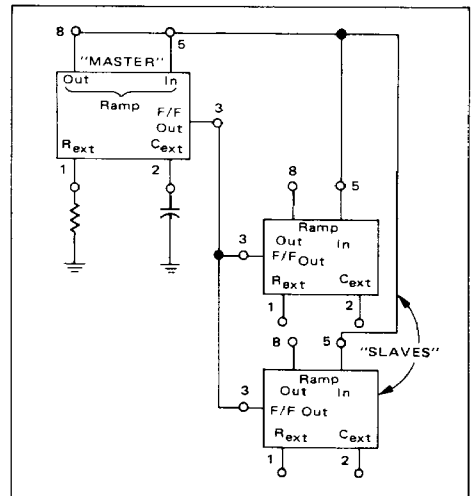 8 5
"MASTER"
Out In
Ramp
F/F 3
Out
Rext Cext
1 2
8 5
Ramp
3 Out In
F/F Out
Rext Cext
1 2
8 5 "SLAVES"
Ramp
Out In
3 F/F Out
Rext Cext
1 2